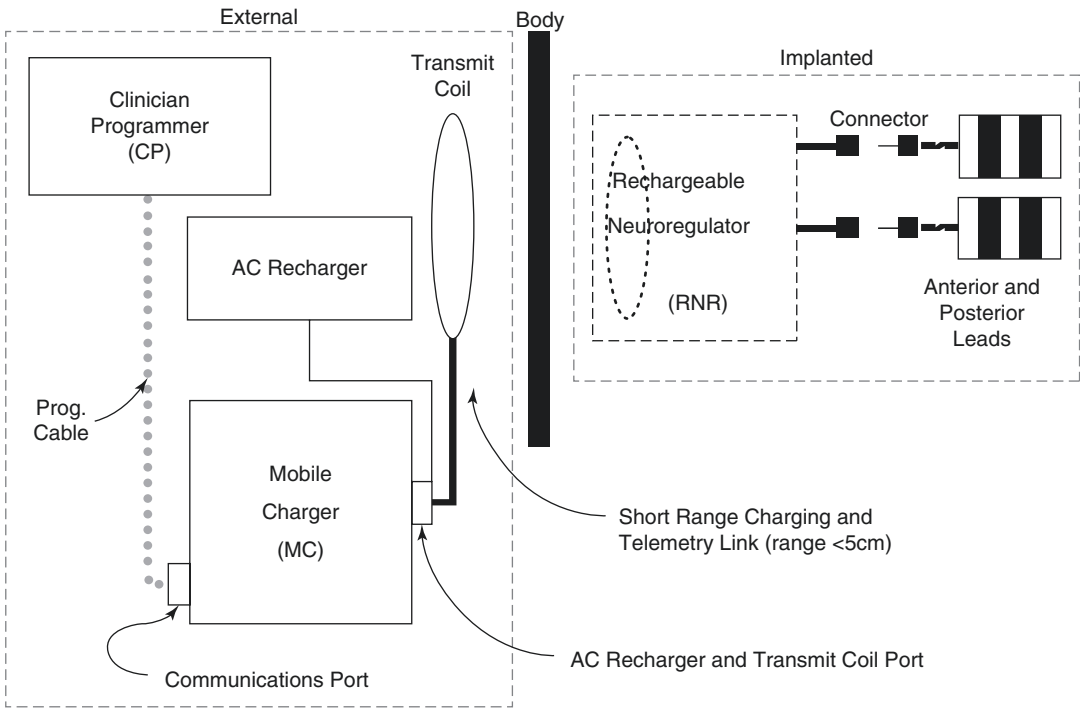 External
Body
Implanted
Transmit
Coil
Clinician
Programmer
(CP)
Connector
Rechargeable
Neuroregulator
(RNR)
AC Recharger
Anterior and
Posterior
Leads
Prog.
Cable
Mobile
Charger
(MC)
Short Range Charging and
Telemetry Link (range <5cm)
AC Recharger and Transmit Coil Port
Communications Port